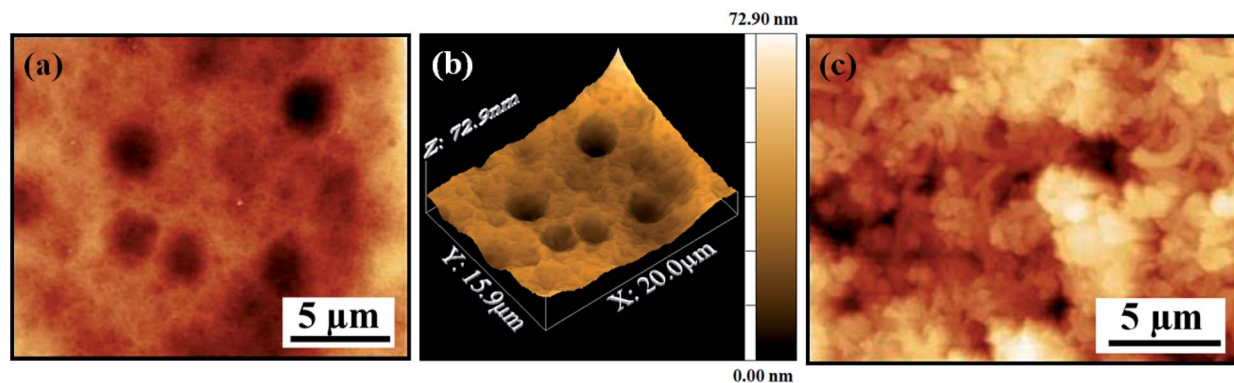 72.90 nm
(a)
(b)
(c)
Z: 72.9nm
Y: 15.9µm
X: 20.0µm
5 µm
5 µm
0.00 nm